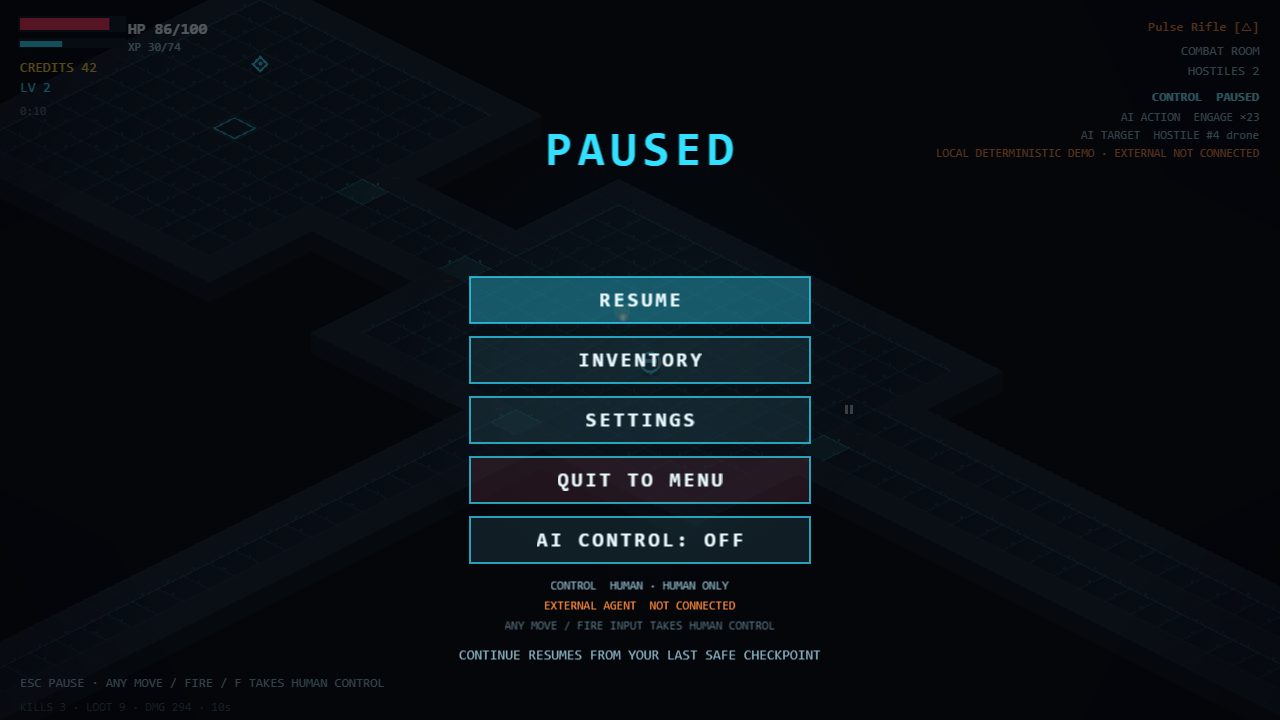 HP 86/100
XP 30/74
CREDITS 42
LV 2
0:10
Pulse Rifle [△]
COMBAT ROOM
HOSTILES 2
CONTROL PAUSED
AI ACTION ENGAGE ×23
AI TARGET HOSTILE #4 drone
LOCAL DETERMINISTIC DEMO · EXTERNAL NOT CONNECTED
PAUSED
RESUME
INVENTORY
SETTINGS
QUIT TO MENU
AI CONTROL: OFF
CONTROL HUMAN · HUMAN ONLY
EXTERNAL AGENT NOT CONNECTED
ANY MOVE / FIRE INPUT TAKES HUMAN CONTROL
CONTINUE RESUMES FROM YOUR LAST SAFE CHECKPOINT
ESC PAUSE · ANY MOVE / FIRE / F TAKES HUMAN CONTROL
KILLS 3 · LOOT 9 · DMG 294 · 10s